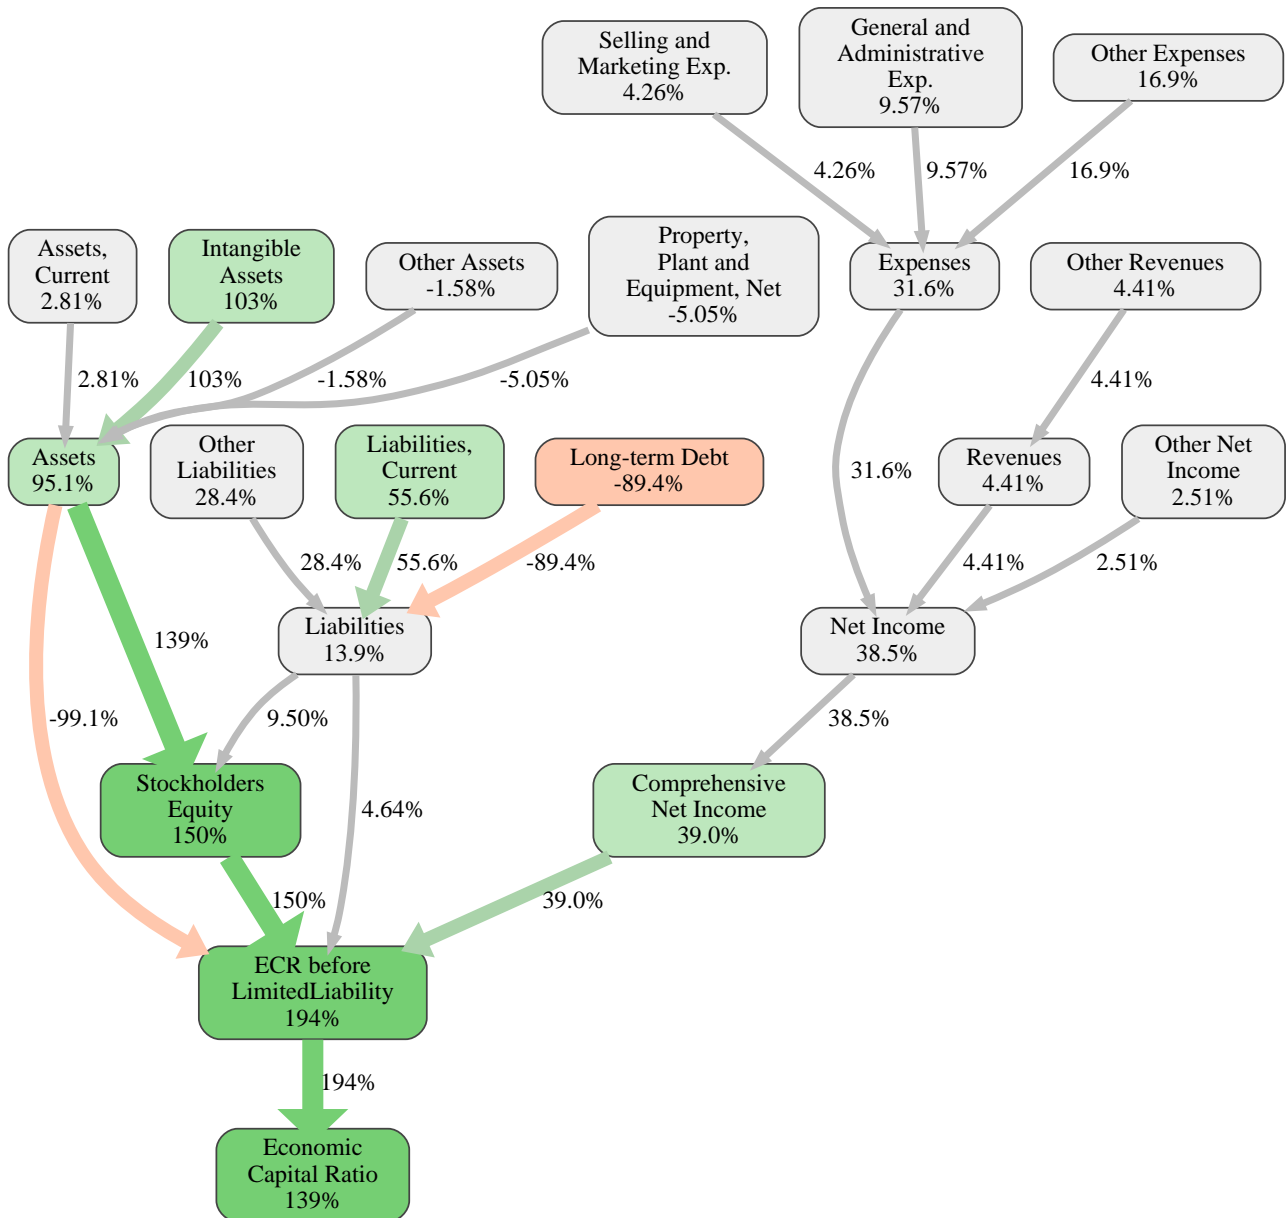 Selling and
Marketing Exp.
4.26%
General and
Administrative
Exp.
9.57%
Other Expenses
16.9%
4.26%
9.57%
16.9%
Assets,
Current
2.81%
Intangible
Assets
103%
Other Assets
-1.58%
Property,
Plant and
Equipment, Net
-5.05%
Expenses
31.6%
Other Revenues
4.41%
2.81%
103%
-1.58%
-5.05%
4.41%
Assets
95.1%
Other
Liabilities
28.4%
Liabilities,
Current
55.6%
Long-term Debt
-89.4%
31.6%
Revenues
4.41%
Other Net
Income
2.51%
28.4%
55.6%
-89.4%
4.41%
2.51%
139%
Liabilities
13.9%
Net Income
38.5%
-99.1%
9.50%
38.5%
Stockholders
Equity
150%
4.64%
Comprehensive
Net Income
39.0%
150%
39.0%
ECR before
LimitedLiability
194%
194%
Economic
Capital Ratio
139%